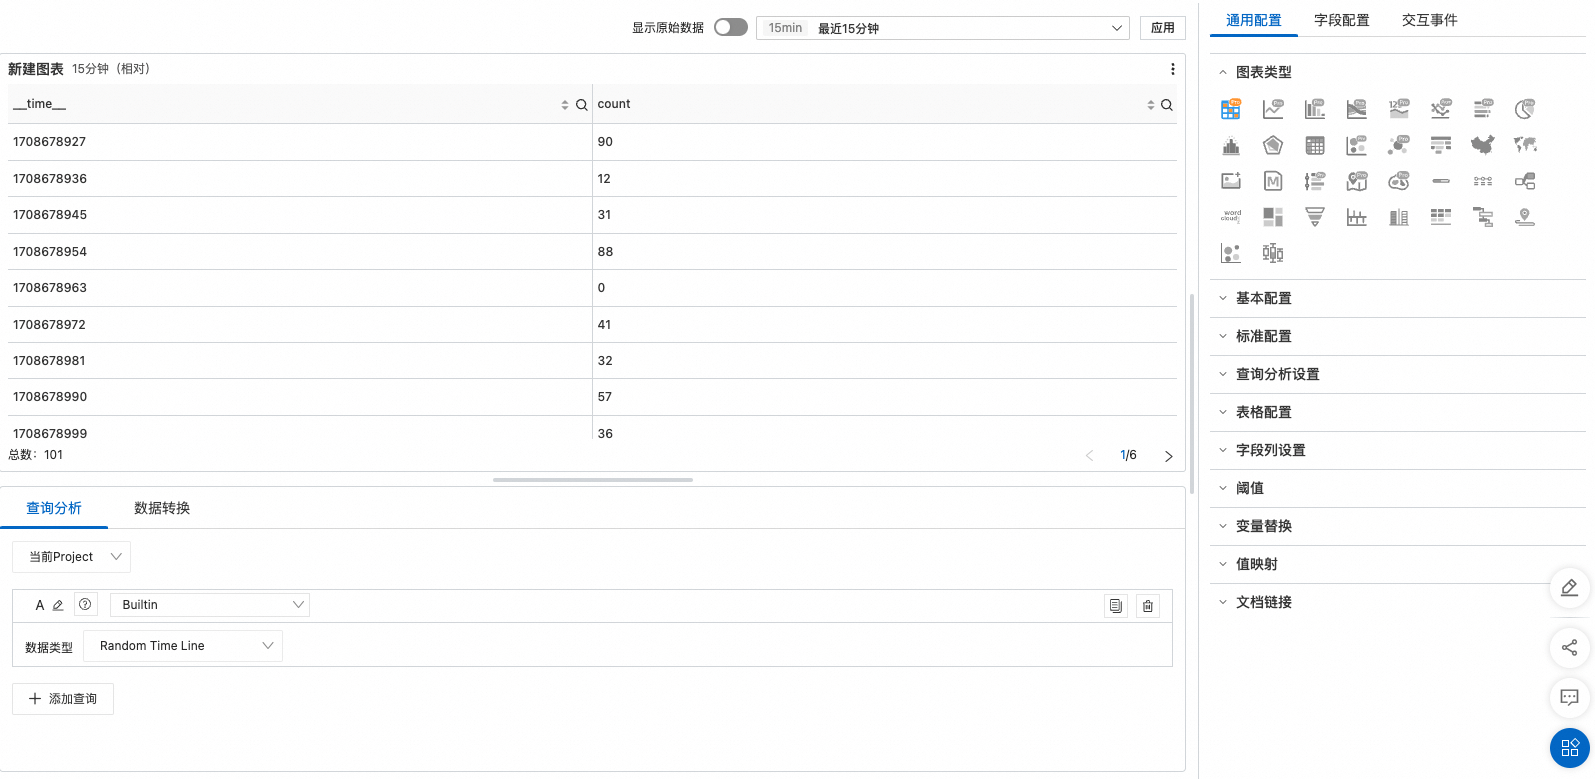 显示原始数据
15min 最近15分钟
应用
新建图表 15分钟（相对）
__time__ count
1708678927 90
1708678936 12
1708678945 31
1708678954 88
1708678963 0
1708678972 41
1708678981 32
1708678990 57
1708678999 36
总数：101
1/6
查询分析 数据转换
当前Project
A Builtin
数据类型 Random Time Line
添加查询
通用配置 字段配置 交互事件
图表类型
word
cloud
基本配置
标准配置
查询分析设置
表格配置
字段列设置
阈值
变量替换
值映射
文档链接